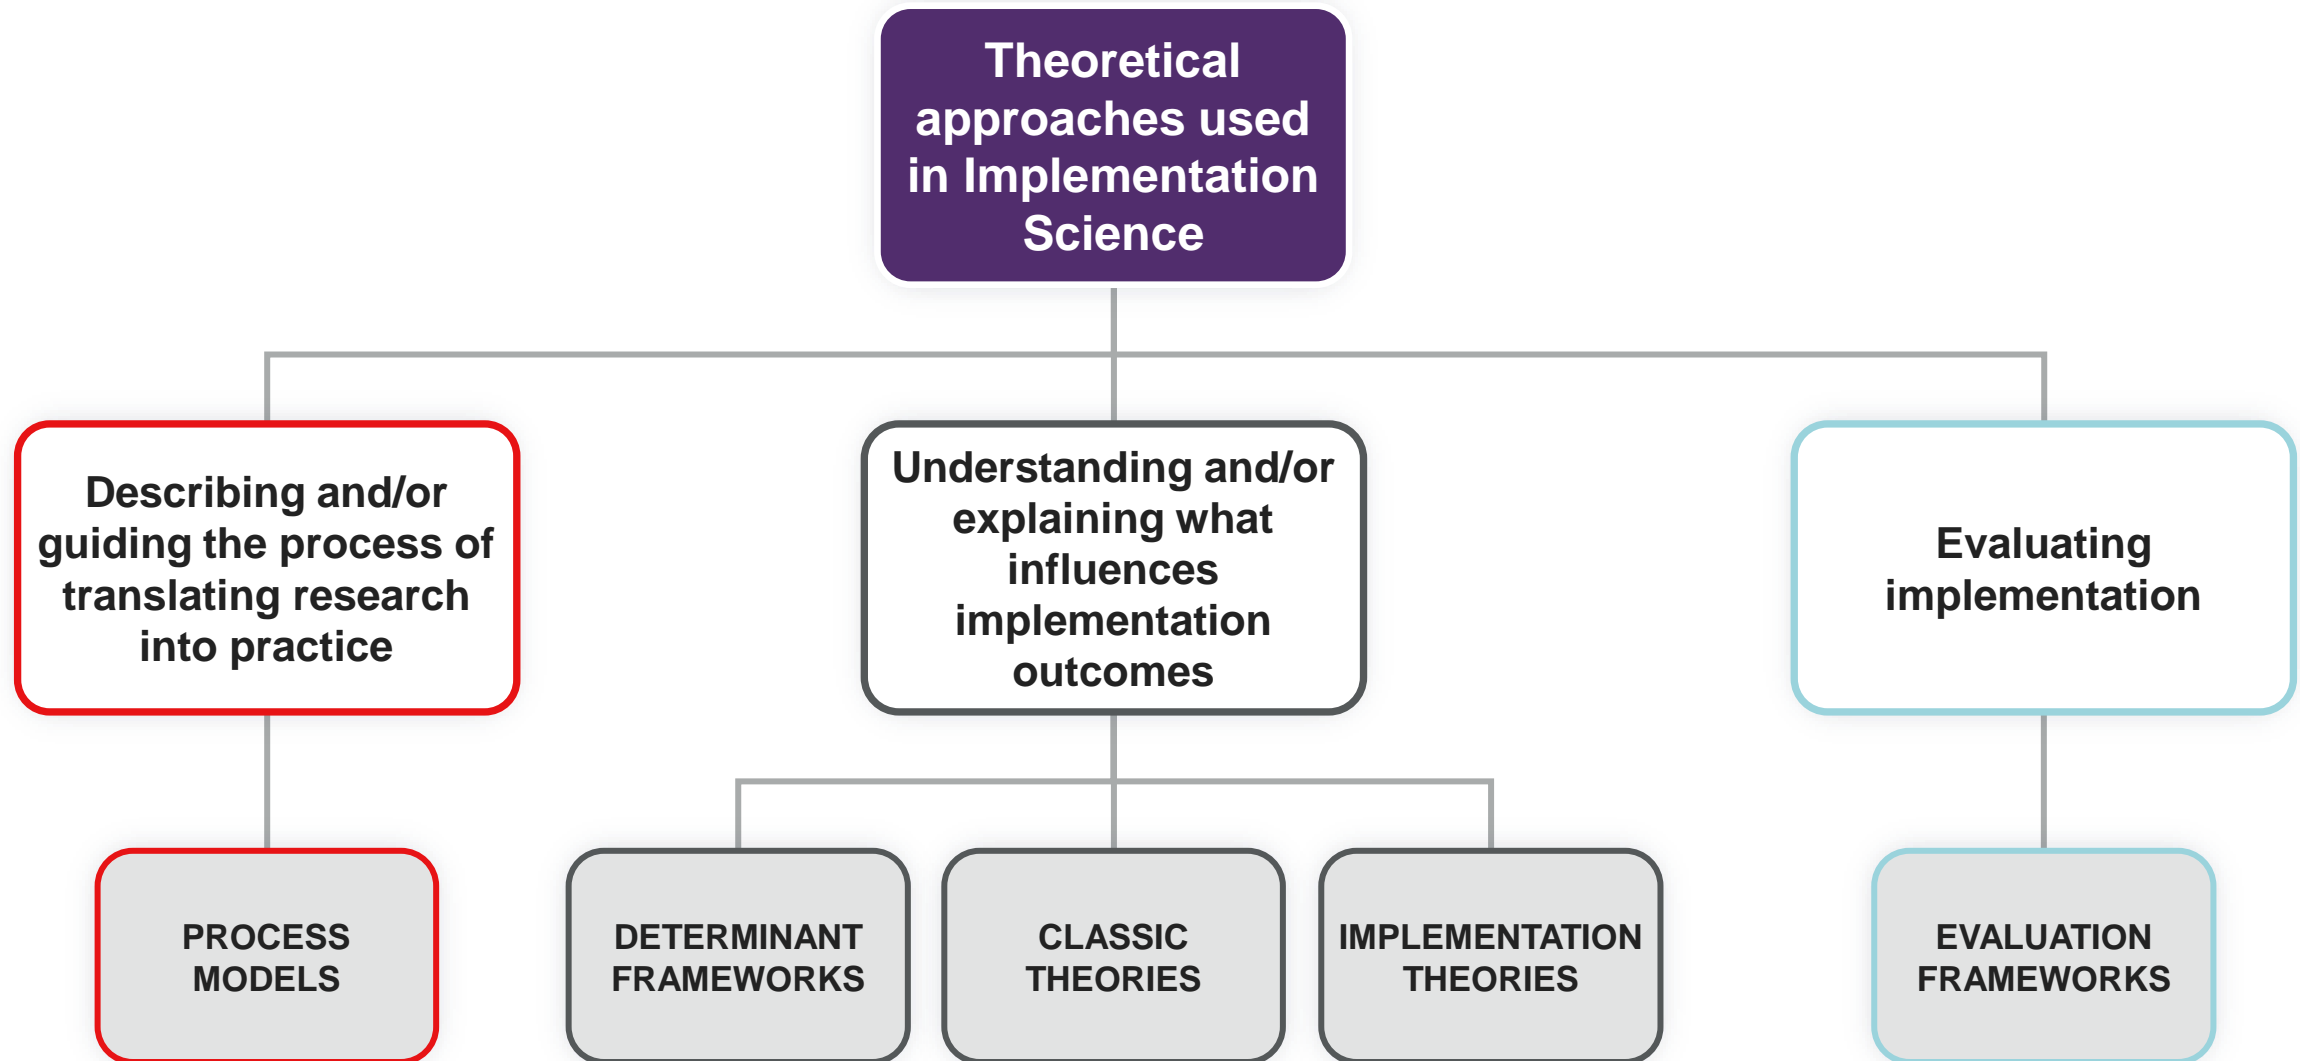 Theoretical
approaches used
in Implementation
Science
Describing and/or
guiding the process of
translating research
into practice
Understanding and/or
explaining what
influences
implementation
outcomes
Evaluating
implementation
PROCESS
MODELS
DETERMINANT
FRAMEWORKS
CLASSIC
THEORIES
IMPLEMENTATION
THEORIES
EVALUATION
FRAMEWORKS